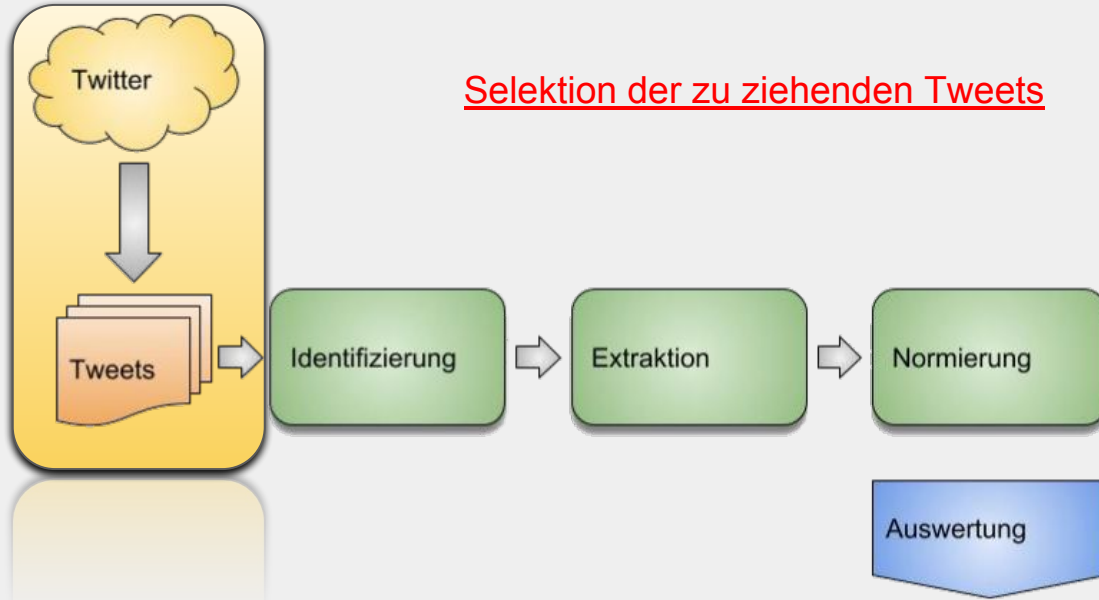 Twitter
Selektion der zu ziehenden Tweets
Tweets
Identifizierung
Extraktion
Normierung
Auswertung